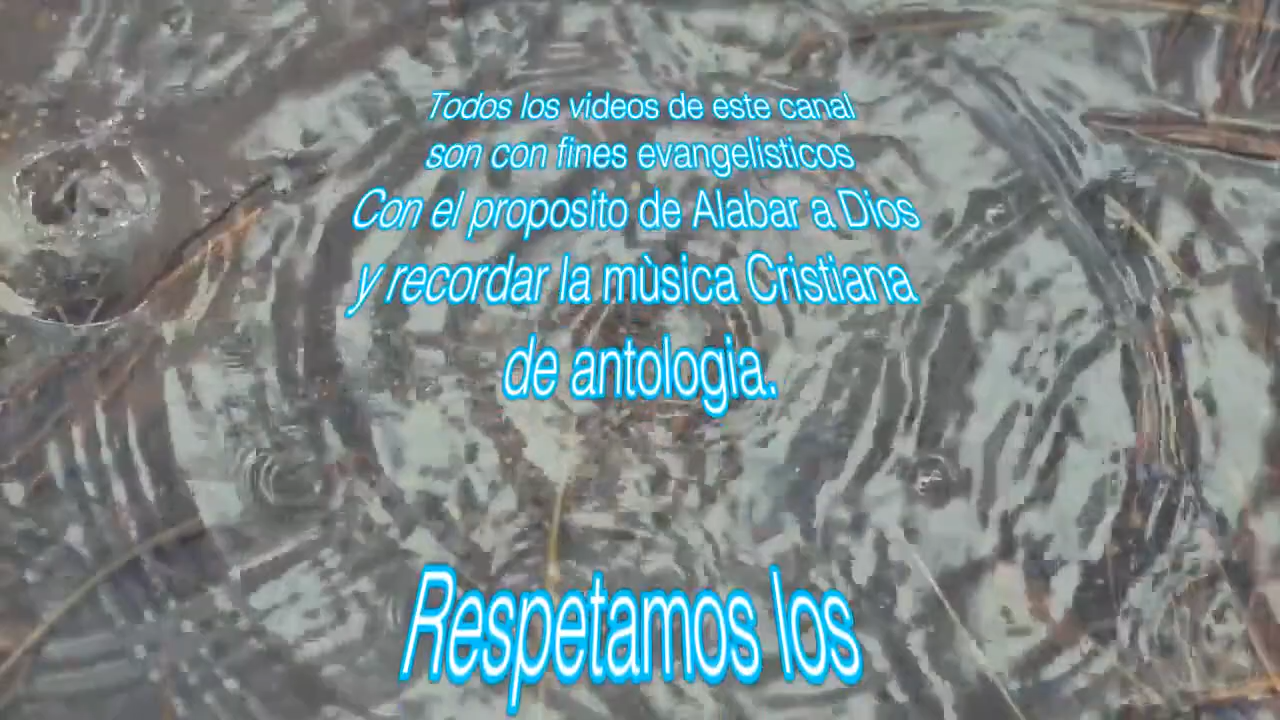 Todos los videos de este canal
son con fines evangelisticos
Con el proposito de Alabar a Dios
y recordar la mùsica Cristiana
de antologia.
Respetamos los